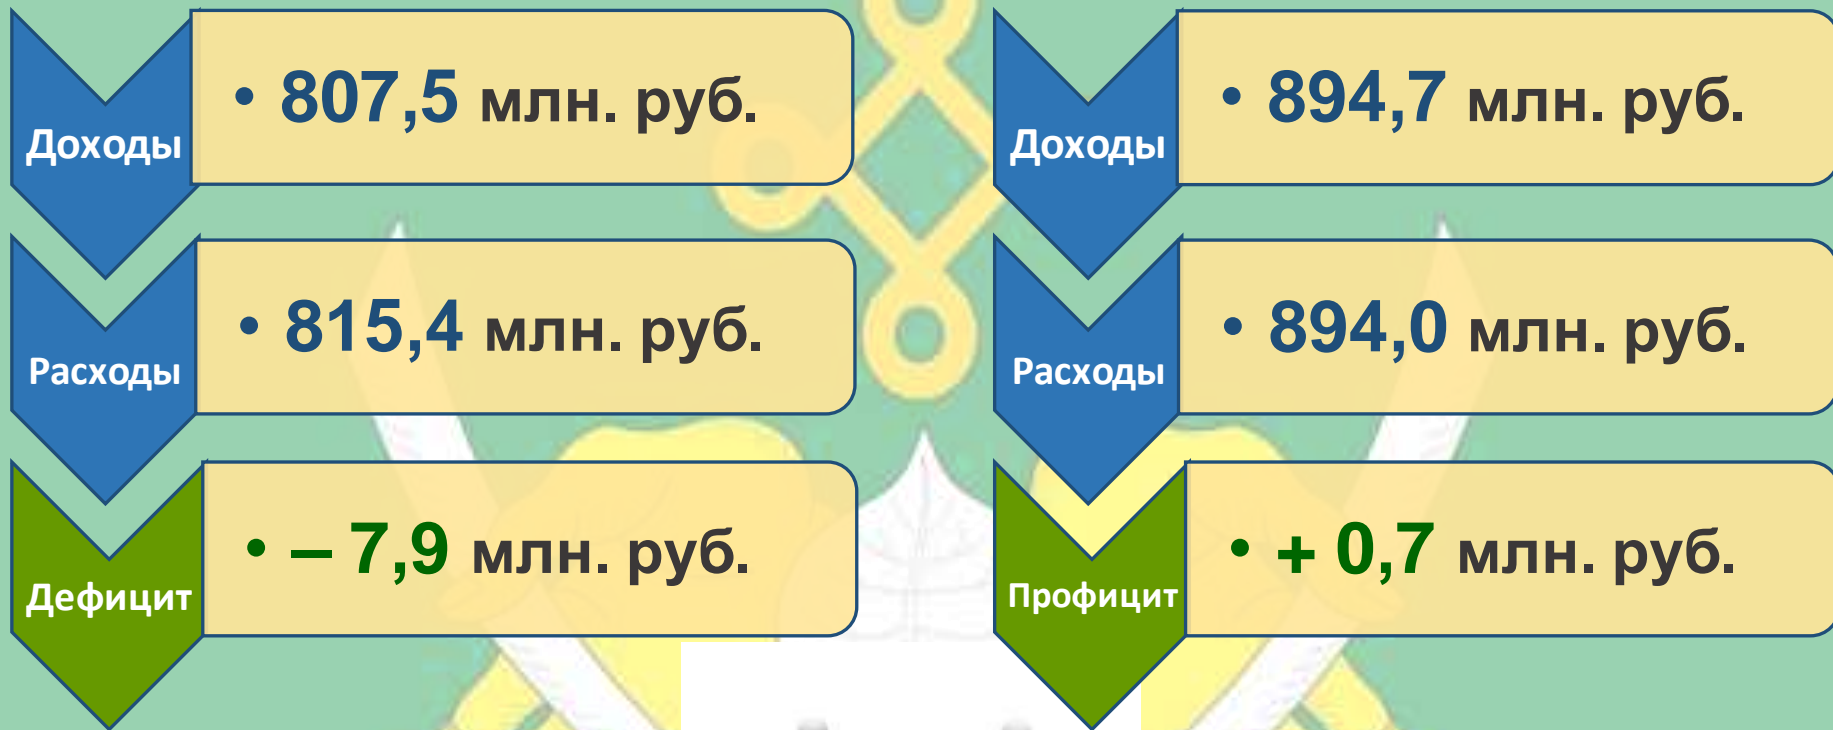 Доходы
• 807,5 млн. руб.
Расходы
• 815,4 млн. руб.
Дефицит
• – 7,9 млн. руб.
Доходы
• 894,7 млн. руб.
Расходы
• 894,0 млн. руб.
Профицит
• + 0,7 млн. руб.